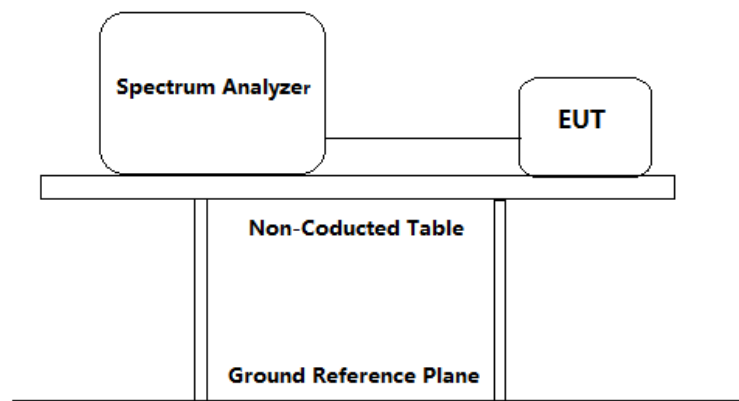 Spectrum Analyzer
EUT
Non-Coducted Table
Ground Reference Plane